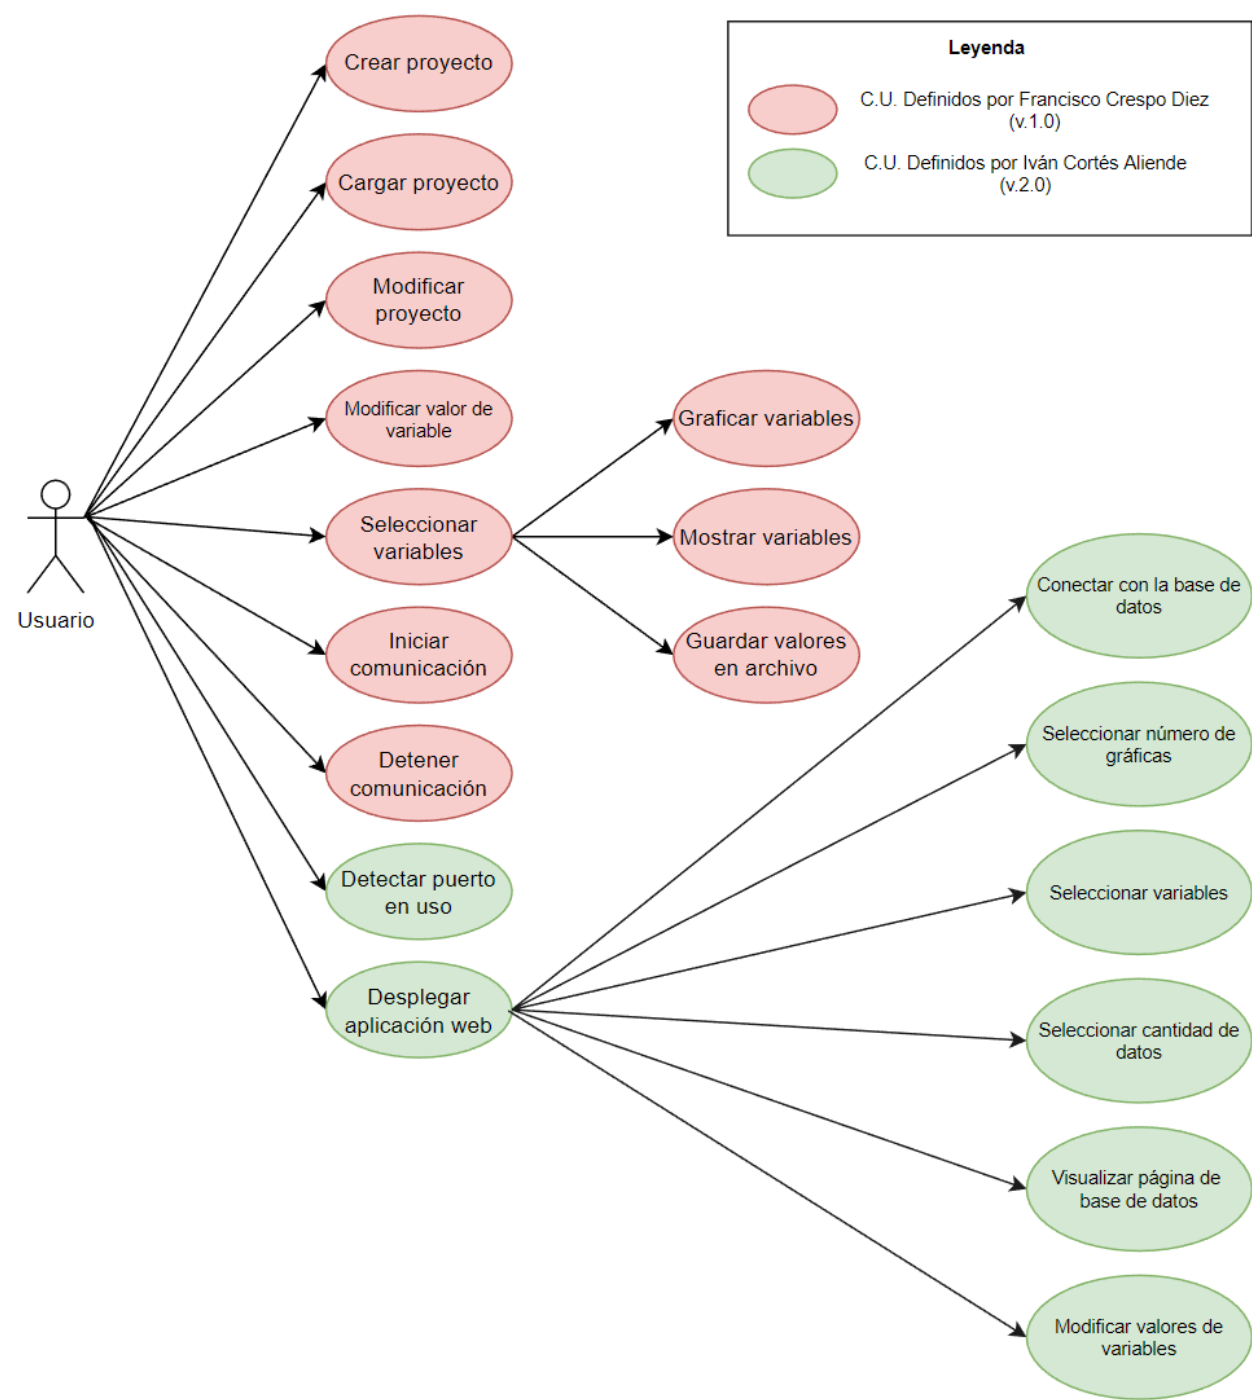 Leyenda
C.U. Definidos por Francisco Crespo Diez
(v.1.0)
C.U. Definidos por Iván Cortés Aliende
(v.2.0)
Usuario
Crear proyecto
Cargar proyecto
Modificar
proyecto
Modificar valor de
variable
Seleccionar
variables
Iniciar
comunicación
Detener
comunicación
Detectar puerto
en uso
Desplegar
aplicación web
Graficar variables
Mostrar variables
Guardar valores
en archivo
Conectar con la base de
datos
Seleccionar número de
gráficas
Seleccionar variables
Seleccionar cantidad de
datos
Visualizar página de
base de datos
Modificar valores de
variables